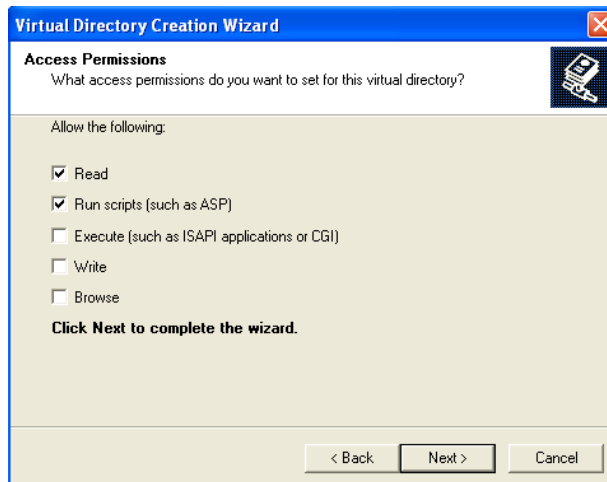 Virtual Directory Creation Wizard
Access Permissions
What access permissions do you want to set for this virtual directory?
Allow the following:
Read
Run scripts (such as ASP)
Execute (such as ISAPI applications or CGI)
Write
Browse
Click Next to complete the wizard.
< Back Next > Cancel